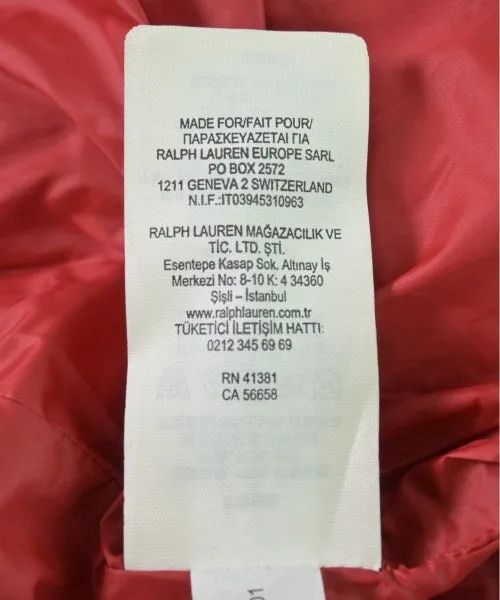 MADE FOR/FAIT POUR/
ΠΑΡΑΣΚΕΥΑΖΕΤΑΙ ΓΙΑ
RALPH LAUREN EUROPE SARL
PO BOX 2572
1211 GENEVA 2 SWITZERLAND
N.I.F.:IT03945310963
RALPH LAUREN MAĞAZACILIK VE
TİC. LTD. ŞTİ.
Esentepe Kasap Sok. Altınay İş
Merkezi No: 8-10 K: 4 34360
Şişli – İstanbul
www.ralphlauren.com.tr
TÜKETİCİ İLETİŞİM HATTI:
0212 345 69 69
RN 41381
CA 56658
01